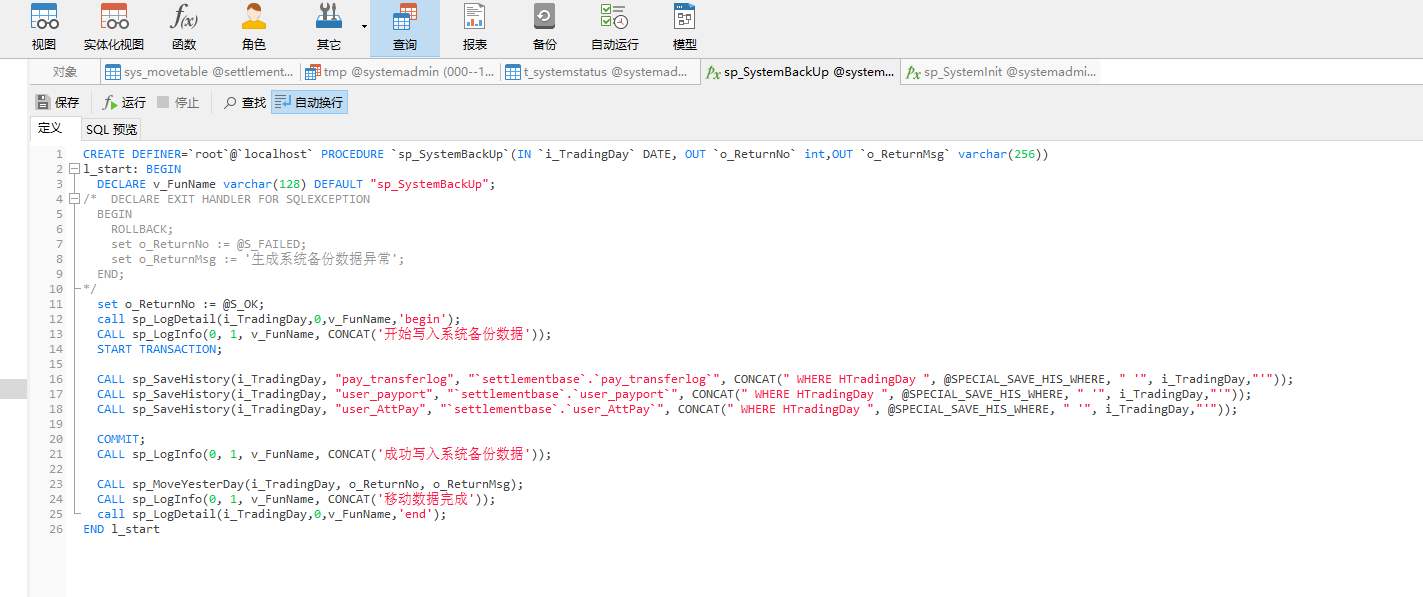 视图 实体化视图 函数 角色 其它 查询 报表 备份 自动运行 模型
对象 sys_movetable @settlement... tmp @systemadmin (000--1... t_systemstatus @systemad... sp_SystemBackUp @system... sp_SystemInit @systemadmi...
保存 运行 停止 查找 自动换行
定义 SQL 预览
1 CREATE DEFINER=`root`@`localhost` PROCEDURE `sp_SystemBackUp`(IN `i_TradingDay` DATE, OUT `o_ReturnNo` int,OUT `o_ReturnMsg` varchar(256))
2 l_start: BEGIN
3 DECLARE v_FunName varchar(128) DEFAULT "sp_SystemBackUp";
4 /* DECLARE EXIT HANDLER FOR SQLEXCEPTION
5 BEGIN
6 ROLLBACK;
7 set o_ReturnNo := @S_FAILED;
8 set o_ReturnMsg := '生成系统备份数据异常';
9 END;
10 */
11 set o_ReturnNo := @S_OK;
12 call sp_LogDetail(i_TradingDay,0,v_FunName,'begin');
13 CALL sp_LogInfo(0, 1, v_FunName, CONCAT('开始写入系统备份数据'));
14 START TRANSACTION;
15
16 CALL sp_SaveHistory(i_TradingDay, "pay_transferlog", "`settlementbase`.`pay_transferlog`", CONCAT(" WHERE HTradingDay ", @SPECIAL_SAVE_HIS_WHERE, " '", i_TradingDay,"'"));
17 CALL sp_SaveHistory(i_TradingDay, "user_payport", "`settlementbase`.`user_payport`", CONCAT(" WHERE HTradingDay ", @SPECIAL_SAVE_HIS_WHERE, " '", i_TradingDay,"'"));
18 CALL sp_SaveHistory(i_TradingDay, "user_AttPay", "`settlementbase`.`user_AttPay`", CONCAT(" WHERE HTradingDay ", @SPECIAL_SAVE_HIS_WHERE, " '", i_TradingDay,"'"));
19
20 COMMIT;
21 CALL sp_LogInfo(0, 1, v_FunName, CONCAT('成功写入系统备份数据'));
22
23 CALL sp_MoveYesterDay(i_TradingDay, o_ReturnNo, o_ReturnMsg);
24 CALL sp_LogInfo(0, 1, v_FunName, CONCAT('移动数据完成'));
25 call sp_LogDetail(i_TradingDay,0,v_FunName,'end');
26 END l_start